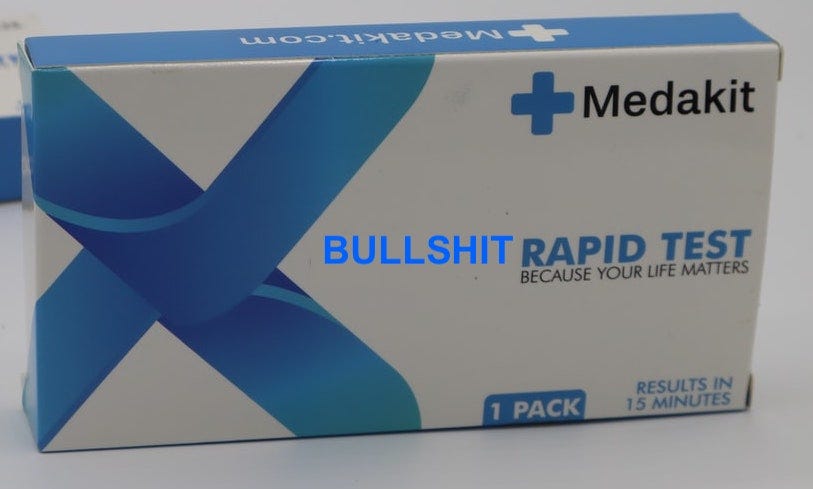 Medakit.com
Medakit
BULLSHIT RAPID TEST
BECAUSE YOUR LIFE MATTERS
1 PACK
RESULTS IN
15 MINUTES